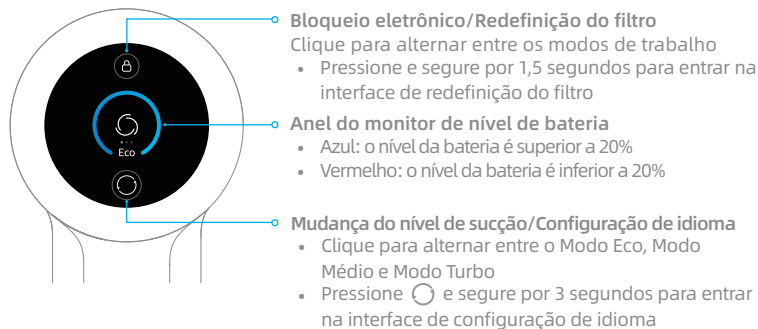 Bloqueio eletrônico/Redefinição do filtro
Clique para alternar entre os modos de trabalho
• Pressione e segure por 1,5 segundos para entrar na
interface de redefinição do filtro
Anel do monitor de nível de bateria
• Azul: o nível da bateria é superior a 20%
• Vermelho: o nível da bateria é inferior a 20%
Eco
Mudança do nível de sucção/Configuração de idioma
• Clique para alternar entre o Modo Eco, Modo
Médio e Modo Turbo
• Pressione e segure por 3 segundos para entrar
na interface de configuração de idioma